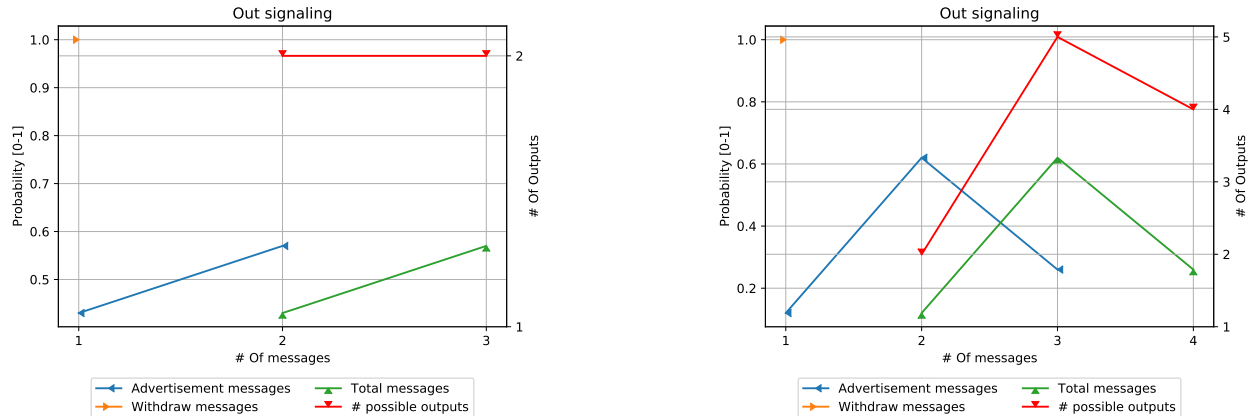 Out signaling
1.0
0.9
0.8
0.7
0.6
0.5
Probability [0-1]
2
1
# Of Outputs
1 2 3
# Of messages
Advertisement messages
Withdraw messages
Total messages
# possible outputs
Out signaling
1.0
0.8
0.6
0.4
0.2
Probability [0-1]
5
4
3
2
1
# Of Outputs
1 2 3 4
# Of messages
Advertisement messages
Withdraw messages
Total messages
# possible outputs